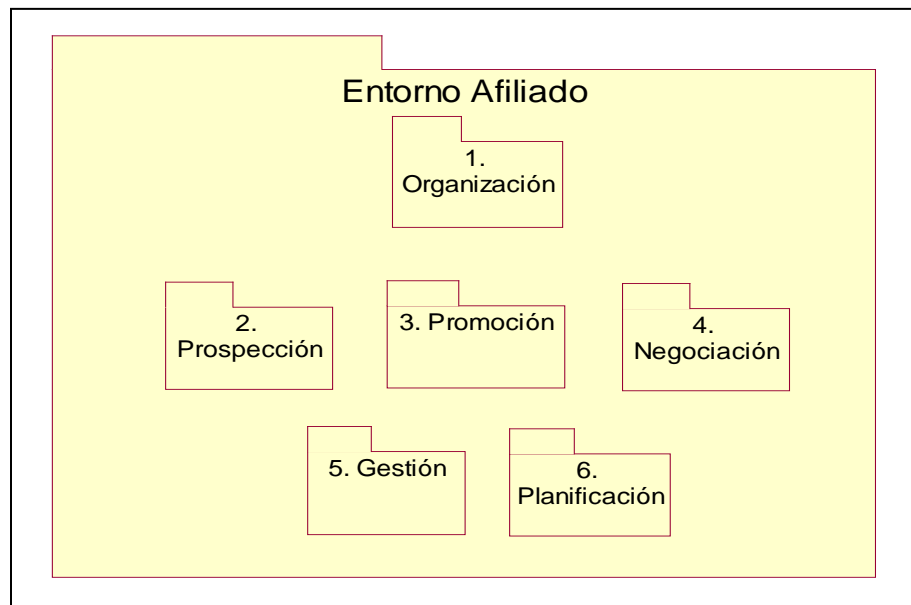 Entorno Afiliado
1.
Organización
2.
Prospección
3. Promoción
4.
Negociación
5. Gestión
6.
Planificación